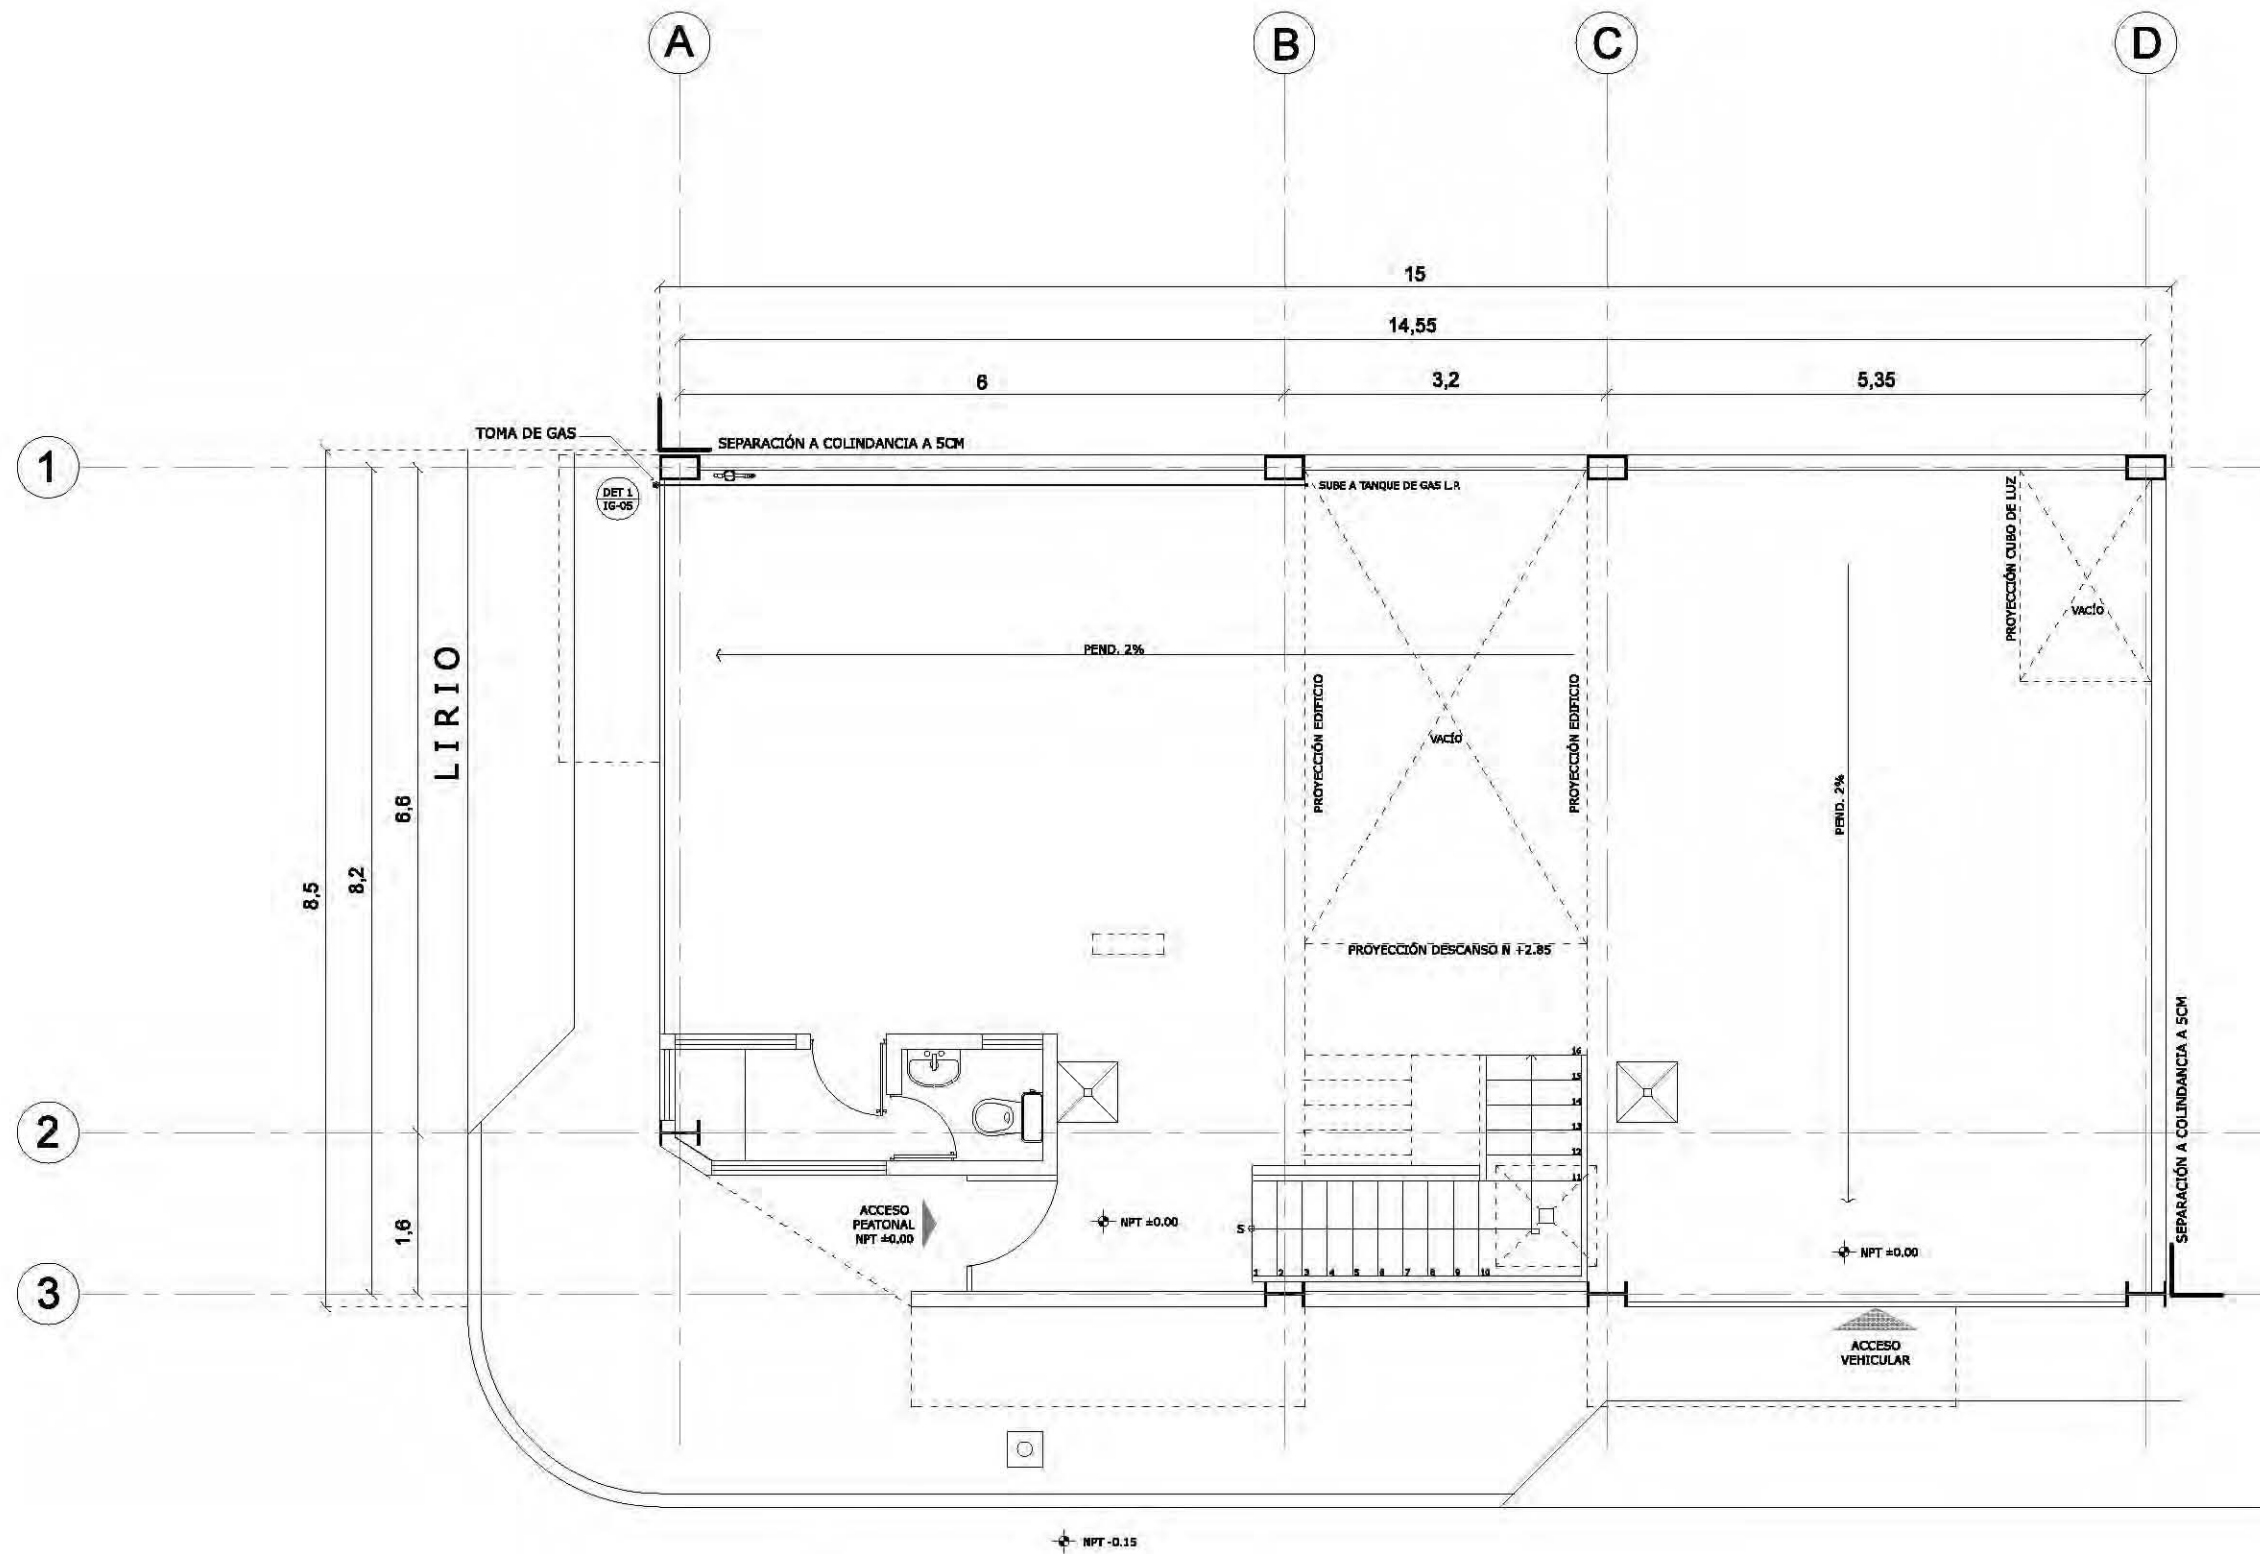 A
B
C
D
15
14,55
6
3,2
5,35
TOMA DE GAS
SEPARACIÓN A COLINDANCIA A 5CM
1
DET 1
IG-05
SUBE A TANQUE DE GAS L.P.
PROYECCIÓN CUBO DE LUZ
VACÍO
LIRIO
PEND. 2%
PROYECCIÓN EDIFICIO
PROYECCIÓN EDIFICIO
VACÍO
PEND. 2%
6,6
8,2
8,5
PROYECCIÓN DESCANSO N +2.85
SEPARACIÓN A COLINDANCIA A 5CM
16
15
14
13
12
11
2
ACCESO
PEATONAL
NPT ±0.00
NPT ±0.00
S
1,6
NPT ±0.00
1
2
3
4
5
6
7
8
9
10
3
ACCESO
VEHICULAR
NPT -0.15